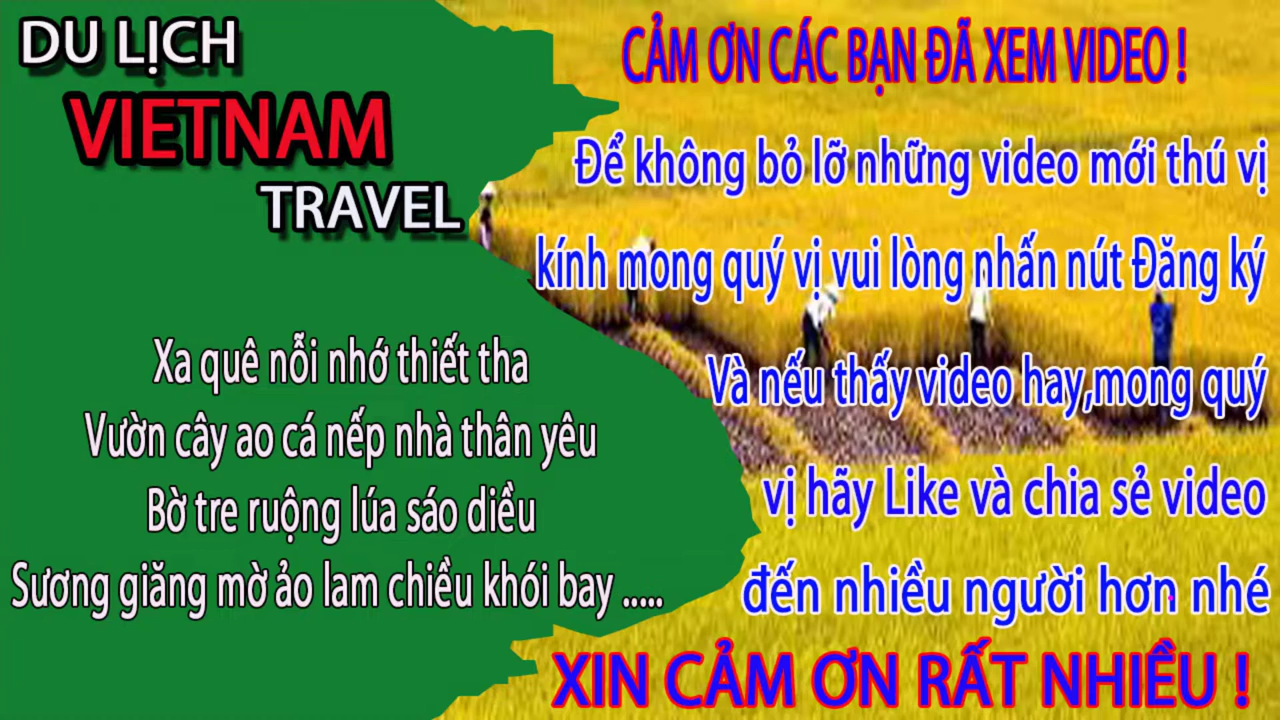 DU LỊCH
VIETNAM
TRAVEL
Xa quê nỗi nhớ thiết tha
Vườn cây ao cá nếp nhà thân yêu
Bờ tre ruộng lúa sáo diều
Sương giăng mờ ảo lam chiều khói bay .....
CẢM ƠN CÁC BẠN ĐÃ XEM VIDEO !
Để không bỏ lỡ những video mới thú vị
kính mong quý vị vui lòng nhấn nút Đăng ký
Và nếu thấy video hay,mong quý
vị hãy Like và chia sẻ video
đến nhiều người hơn nhé
XIN CẢM ƠN RẤT NHIỀU !